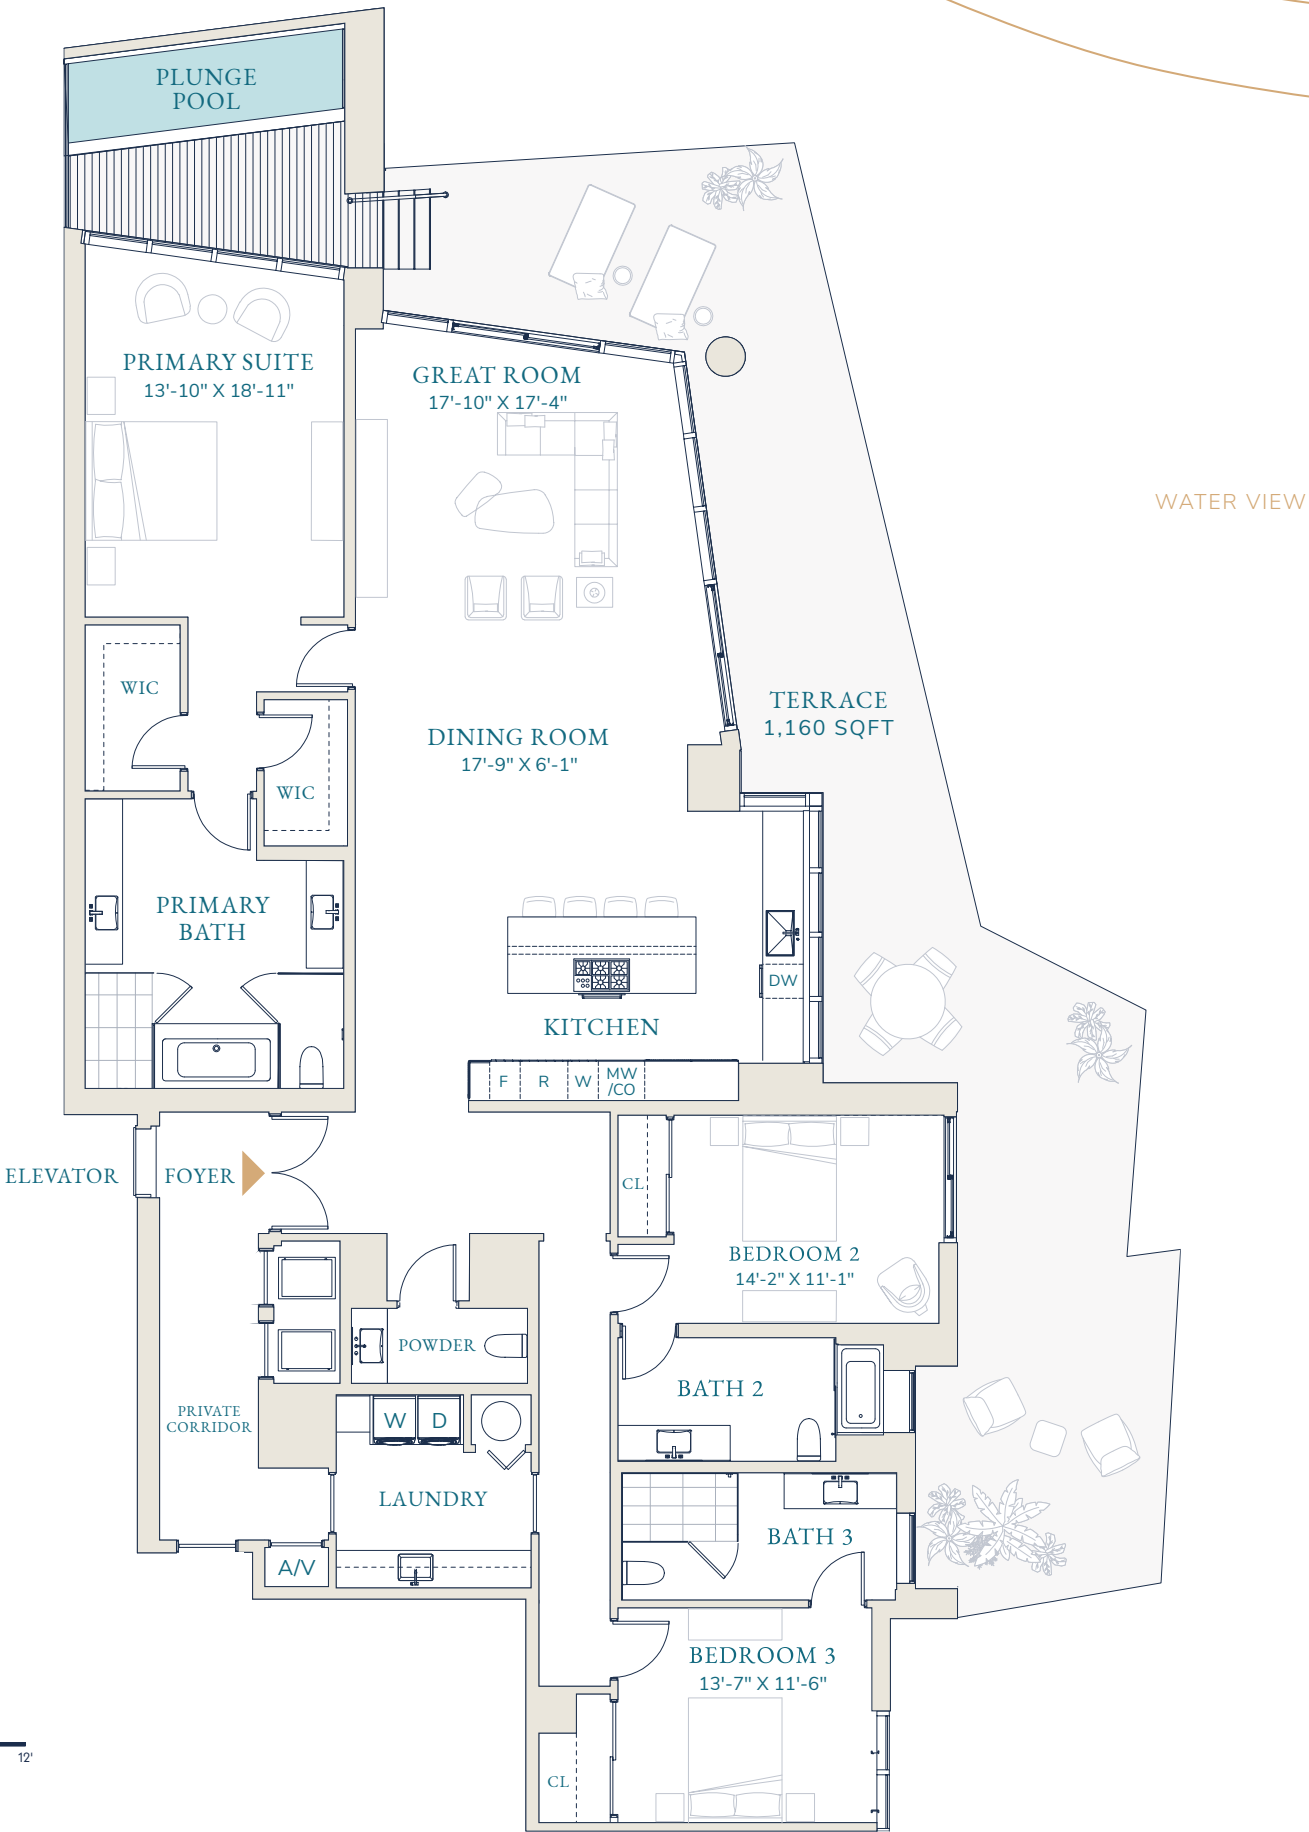 PLUNGE
POOL
PRIMARY SUITE
13'-10" X 18'-11"
GREAT ROOM
17'-10" X 17'-4"
WATER VIEW
WIC
TERRACE
1,160 SQFT
DINING ROOM
17'-9" X 6'-1"
WIC
PRIMARY
BATH
DW
KITCHEN
F
R
W
MW
/CO
ELEVATOR
FOYER
CL
BEDROOM 2
14'-2" X 11'-1"
POWDER
BATH 2
PRIVATE
CORRIDOR
W
D
LAUNDRY
BATH 3
A/V
BEDROOM 3
13'-7" X 11'-6"
CL
12'